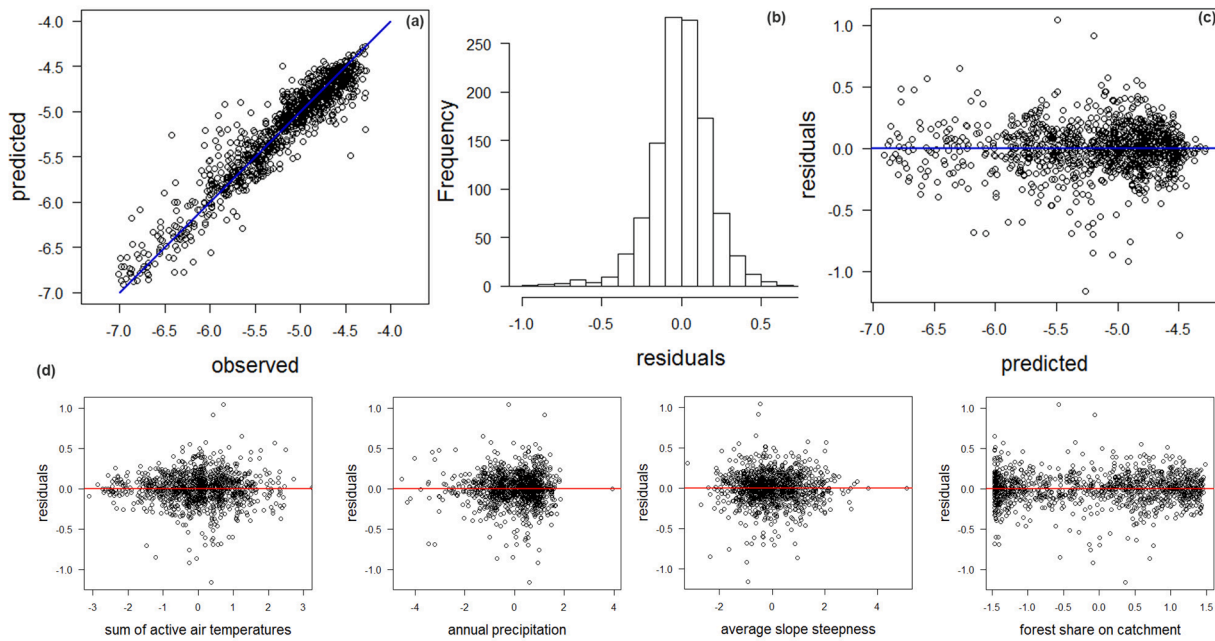 (a)
predicted
-4.0
-4.5
-5.0
-5.5
-6.0
-6.5
-7.0
-7.0 -6.5 -6.0 -5.5 -5.0 -4.5 -4.0
observed
(b)
Frequency
250
200
150
100
50
0
-1.0 -0.5 0.0 0.5
residuals
(c)
residuals
1.0
0.5
0.0
-0.5
-1.0
-7.0 -6.5 -6.0 -5.5 -5.0 -4.5
predicted
(d)
residuals
1.0
0.5
0.0
-0.5
-1.0
-3 -2 -1 0 1 2 3
sum of active air temperatures
residuals
1.0
0.5
0.0
-0.5
-1.0
-4 -2 0 2 4
annual precipitation
residuals
1.0
0.5
0.0
-0.5
-1.0
-2 0 2 4
average slope steepness
residuals
1.0
0.5
0.0
-0.5
-1.0
-1.5 -1.0 -0.5 0.0 0.5 1.0 1.5
forest share on catchment